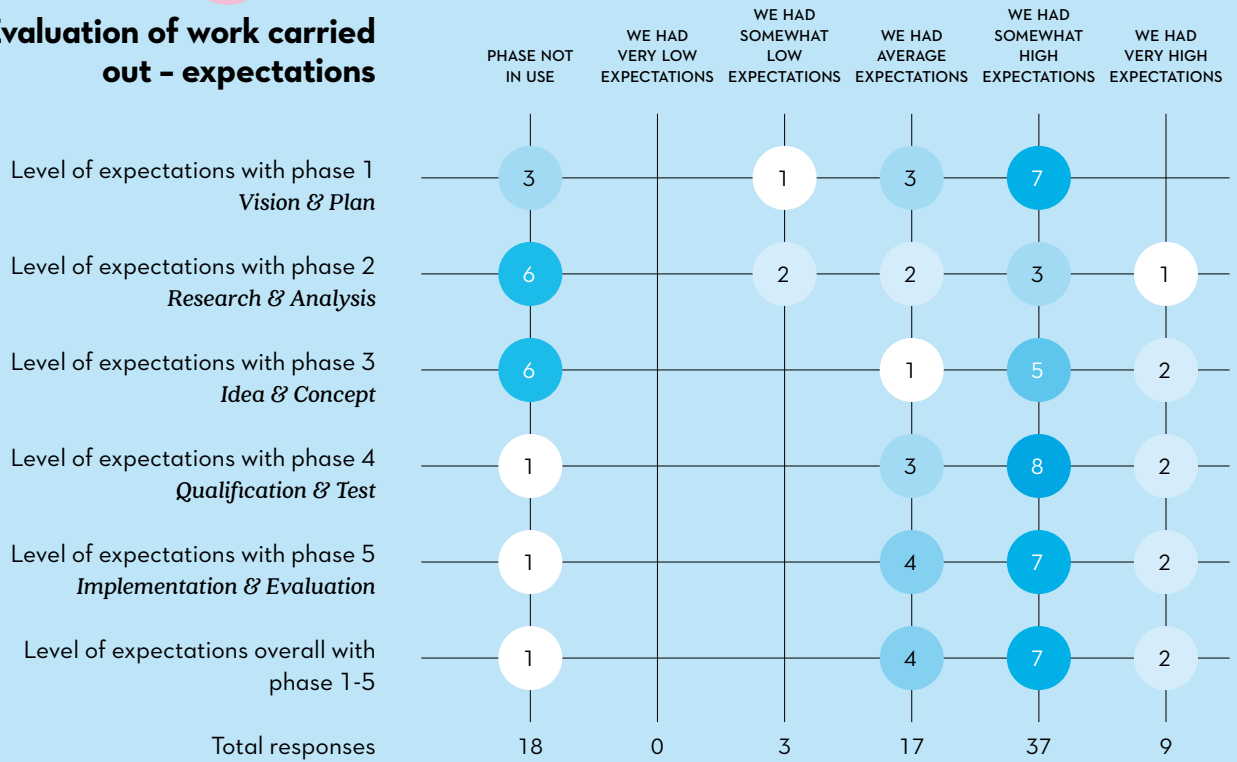 Evaluation of work carried
out – expectations
PHASE NOT
IN USE
WE HAD
VERY LOW
EXPECTATIONS
WE HAD
SOMEWHAT
LOW
EXPECTATIONS
WE HAD
AVERAGE
EXPECTATIONS
WE HAD
SOMEWHAT
HIGH
EXPECTATIONS
WE HAD
VERY HIGH
EXPECTATIONS
Level of expectations with phase 1
Vision & Plan
3 1 3 7
Level of expectations with phase 2
Research & Analysis
6 2 2 3 1
Level of expectations with phase 3
Idea & Concept
6 1 5 2
Level of expectations with phase 4
Qualification & Test
1 3 8 2
Level of expectations with phase 5
Implementation & Evaluation
1 4 7 2
Level of expectations overall with
phase 1-5
1 4 7 2
Total responses 18 0 3 17 37 9